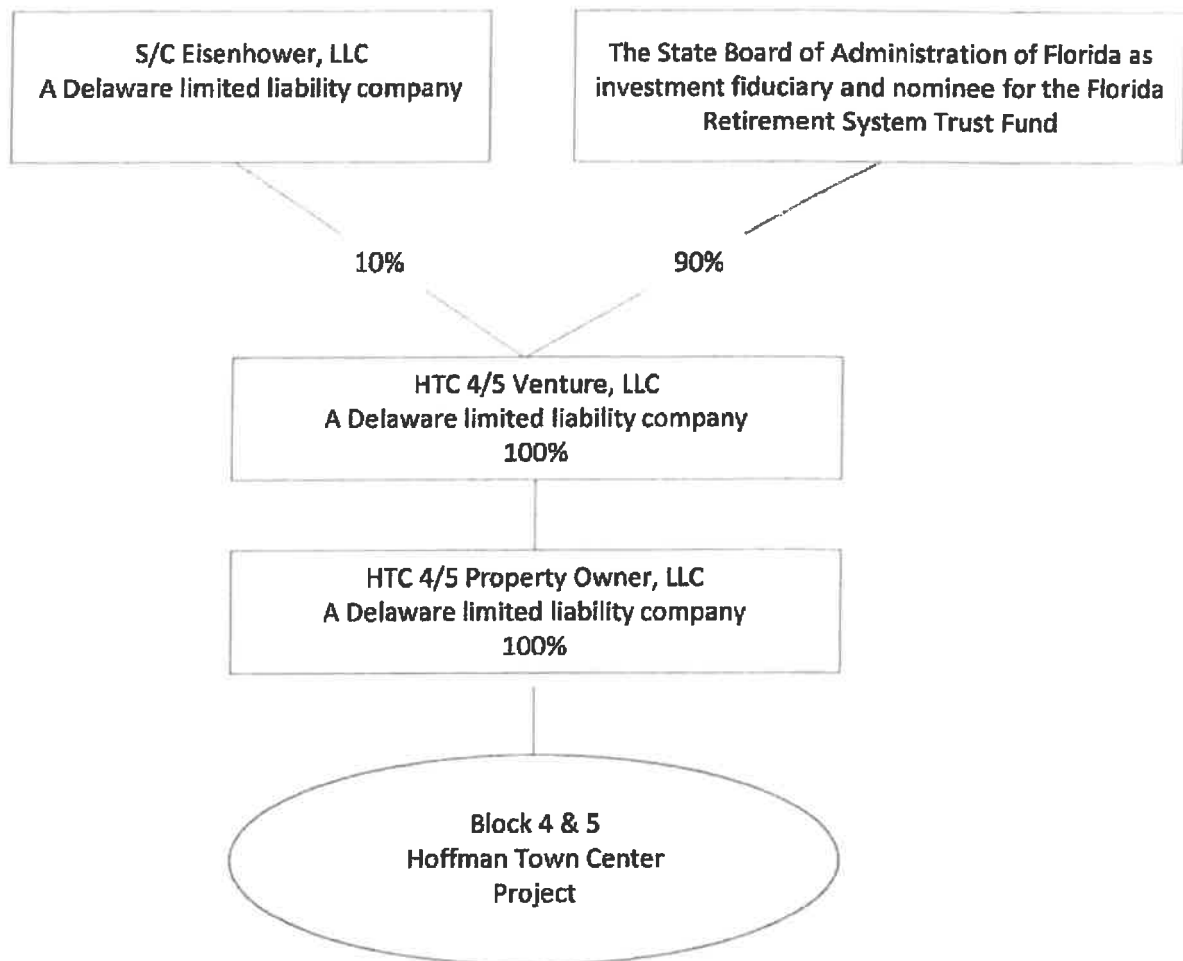 S/C Eisenhower, LLC
A Delaware limited liability company
The State Board of Administration of Florida as
investment fiduciary and nominee for the Florida
Retirement System Trust Fund
10%
90%
HTC 4/5 Venture, LLC
A Delaware limited liability company
100%
HTC 4/5 Property Owner, LLC
A Delaware limited liability company
100%
Block 4 & 5
Hoffman Town Center
Project